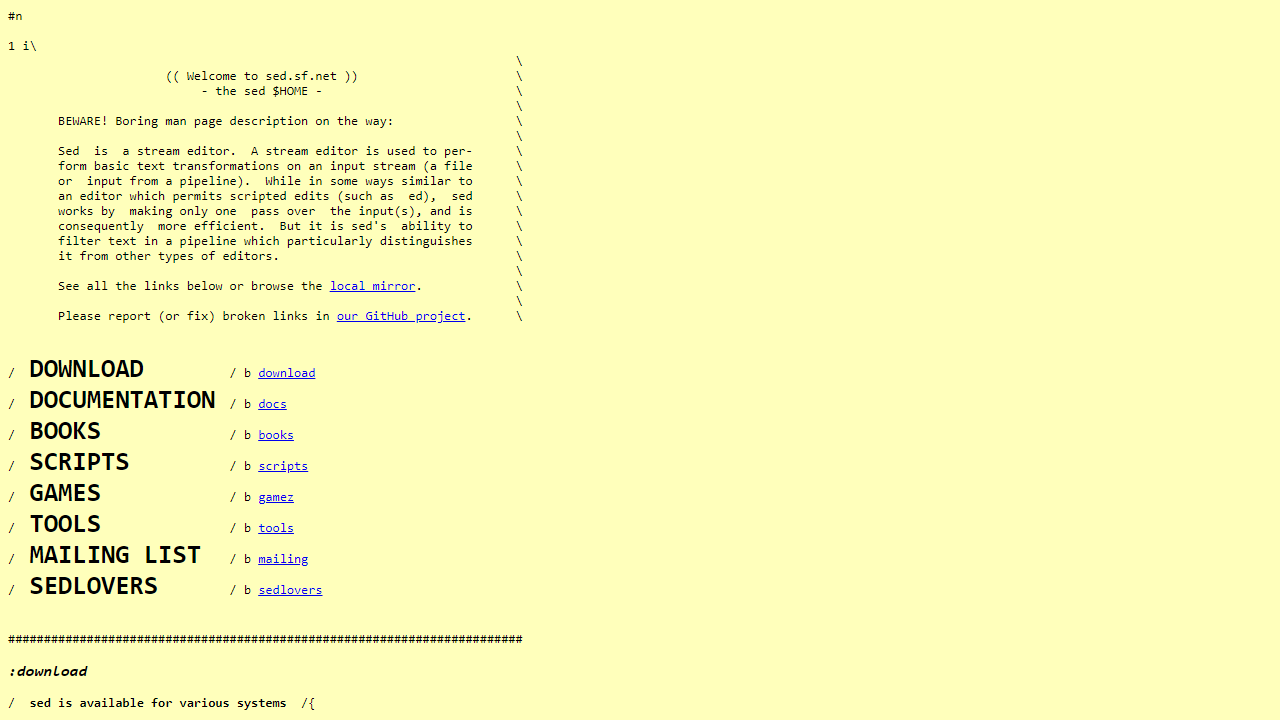 #n
1 i\
\
(( Welcome to sed.sf.net )) \
- the sed $HOME - \
\
BEWARE! Boring man page description on the way: \
\
Sed  is  a stream editor.  A stream editor is used to per- \
form basic text transformations on an input stream (a file \
or  input from a pipeline).  While in some ways similar to \
an editor which permits scripted edits (such as  ed),  sed \
works by  making only one  pass over  the input(s), and is \
consequently  more efficient.  But it is sed's  ability to \
filter text in a pipeline which particularly distinguishes \
it from other types of editors. \
\
See all the links below or browse the local mirror. \
\
Please report (or fix) broken links in our GitHub project. \
/ DOWNLOAD / b download
/ DOCUMENTATION / b docs
/ BOOKS / b books
/ SCRIPTS / b scripts
/ GAMES / b gamez
/ TOOLS / b tools
/ MAILING LIST / b mailing
/ SEDLOVERS / b sedlovers
########################################################################
:download
/ sed is available for various systems /{